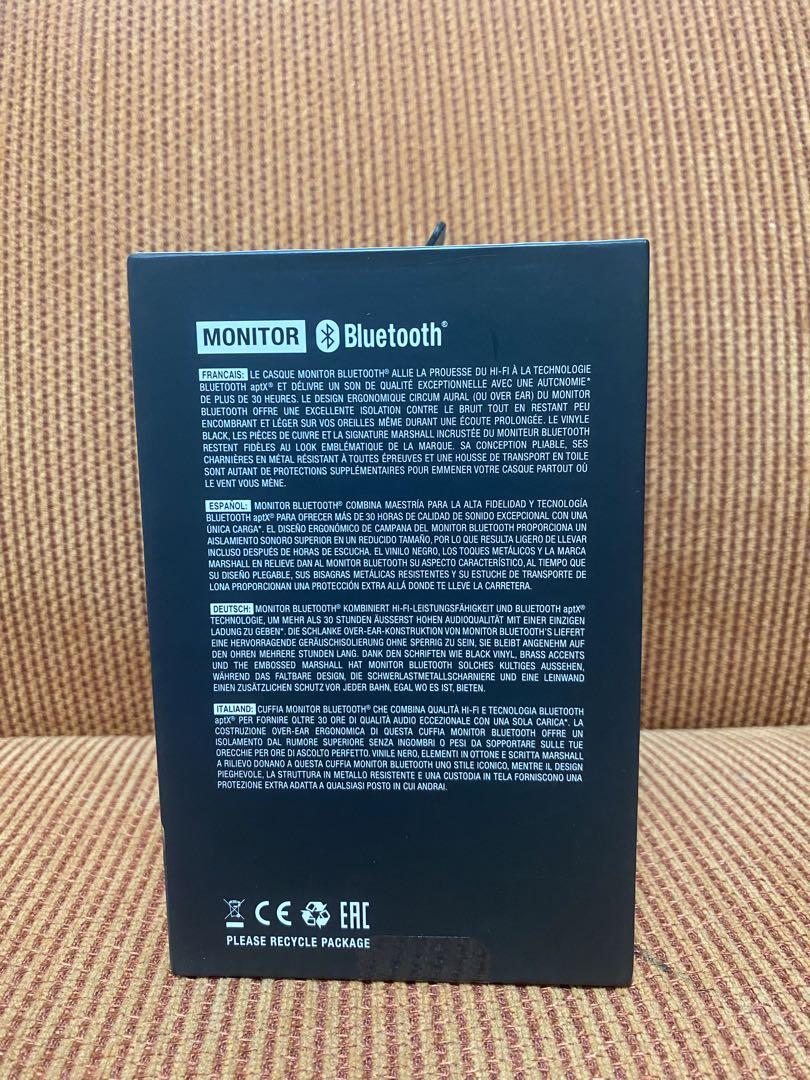 MONITOR Bluetooth®
FRANCAIS: LE CASQUE MONITOR BLUETOOTH® ALLIE LA PROUESSE DU HI-FI À LA TECHNOLOGIE
BLUETOOTH aptX® ET DÉLIVRE UN SON DE QUALITÉ EXCEPTIONNELLE AVEC UNE AUTCNOMIE*
DE PLUS DE 30 HEURES. LE DESIGN ERGONOMIQUE CIRCUM AURAL (OU OVER EAR) DU MONITOR
BLUETOOTH OFFRE UNE EXCELLENTE ISOLATION CONTRE LE BRUIT TOUT EN RESTANT PEU
ENCOMBRANT ET LÉGER SUR VOS OREILLES MÊME DURANT UNE ÉCOUTE PROLONGÉE. LE VINYLE
BLACK, LES PIÈCES DE CUIVRE ET LA SIGNATURE MARSHALL INCRUSTÉE DU MONITEUR BLUETOOTH
RESTENT FIDÈLES AU LOOK EMBLÉMATIQUE DE LA MARQUE. SA CONCEPTION PLIABLE, SES
CHARNIÈRES EN MÉTAL RÉSISTANT À TOUTES ÉPREUVES ET UNE HOUSSE DE TRANSPORT EN TOILE
SONT AUTANT DE PROTECTIONS SUPPLÉMENTAIRES POUR EMMENER VOTRE CASQUE PARTOUT OÙ
LE VENT VOUS MÈNE.
ESPAÑOL: MONITOR BLUETOOTH® COMBINA MAESTRÍA PARA LA ALTA FIDELIDAD Y TECNOLOGÍA
BLUETOOTH aptX® PARA OFRECER MÁS DE 30 HORAS DE CALIDAD DE SONIDO EXCEPCIONAL CON UNA
ÚNICA CARGA*. EL DISEÑO ERGONÓMICO DE CAMPANA DEL MONITOR BLUETOOTH PROPORCIONA UN
AISLAMIENTO SONORO SUPERIOR EN UN REDUCIDO TAMAÑO, POR LO QUE RESULTA LIGERO DE LLEVAR
INCLUSO DESPUÉS DE HORAS DE ESCUCHA. EL VINILO NEGRO, LOS TOQUES METÁLICOS Y LA MARCA
MARSHALL EN RELIEVE DAN AL MONITOR BLUETOOTH SU ASPECTO CARACTERÍSTICO, AL TIEMPO QUE
SU DISEÑO PLEGABLE, SUS BISAGRAS METÁLICAS RESISTENTES Y SU ESTUCHE DE TRANSPORTE DE
LONA PROPORCIONAN UNA PROTECCIÓN EXTRA ALLÁ DONDE TE LLEVE LA CARRETERA.
DEUTSCH: MONITOR BLUETOOTH® KOMBINIERT HI-FI-LEISTUNGSFÄHIGKEIT UND BLUETOOTH aptX®
TECHNOLOGIE, UM MEHR ALS 30 STUNDEN ÄUSSERST HOHEN AUDIOQUALITÄT MIT EINER EINZIGEN
LADUNG ZU GEBEN*. DIE SCHLANKE OVER-EAR-KONSTRUKTION VON MONITOR BLUETOOTH'S LIEFERT
EINE HERVORRAGENDE GERÄUSCHISOLIERUNG OHNE SPERRIG ZU SEIN, SIE BLEIBT ANGENEHM AUF
DEN OHREN MEHRERE STUNDEN LANG. DANK DEN SCHRIFTEN WIE BLACK VINYL, BRASS ACCENTS
UND THE EMBOSSED MARSHALL HAT MONITOR BLUETOOTH SOLCHES KULTIGES AUSSEHEN,
WÄHREND DAS FALTBARE DESIGN, DIE SCHWERLASTMETALLSCHARNIERE UND EINE LEINWAND
EINEN ZUSÄTZLICHEN SCHUTZ VOR JEDER BAHN, EGAL WO ES IST, BIETEN.
ITALIANO: CUFFIA MONITOR BLUETOOTH® CHE COMBINA QUALITÀ HI-FI E TECNOLOGIA BLUETOOTH
aptX® PER FORNIRE OLTRE 30 ORE DI QUALITÀ AUDIO ECCEZIONALE CON UNA SOLA CARICA*. LA
COSTRUZIONE OVER-EAR ERGONOMICA DI QUESTA CUFFIA MONITOR BLUETOOTH OFFRE UN
ISOLAMENTO DAL RUMORE SUPERIORE SENZA INGOMBRI O PESI DA SOPPORTARE SULLE TUE
ORECCHIE PER ORE DI ASCOLTO PERFETTO. VINILE NERO, ELEMENTI IN OTTONE E SCRITTA MARSHALL
A RILIEVO DONANO A QUESTA CUFFIA MONITOR BLUETOOTH UNO STILE ICONICO, MENTRE IL DESIGN
PIEGHEVOLE, LA STRUTTURA IN METALLO RESISTENTE E UNA CUSTODIA IN TELA FORNISCONO UNA
PROTEZIONE EXTRA ADATTA A QUALSIASI POSTO IN CUI ANDRAI.
CE EAC
PLEASE RECYCLE PACKAGE